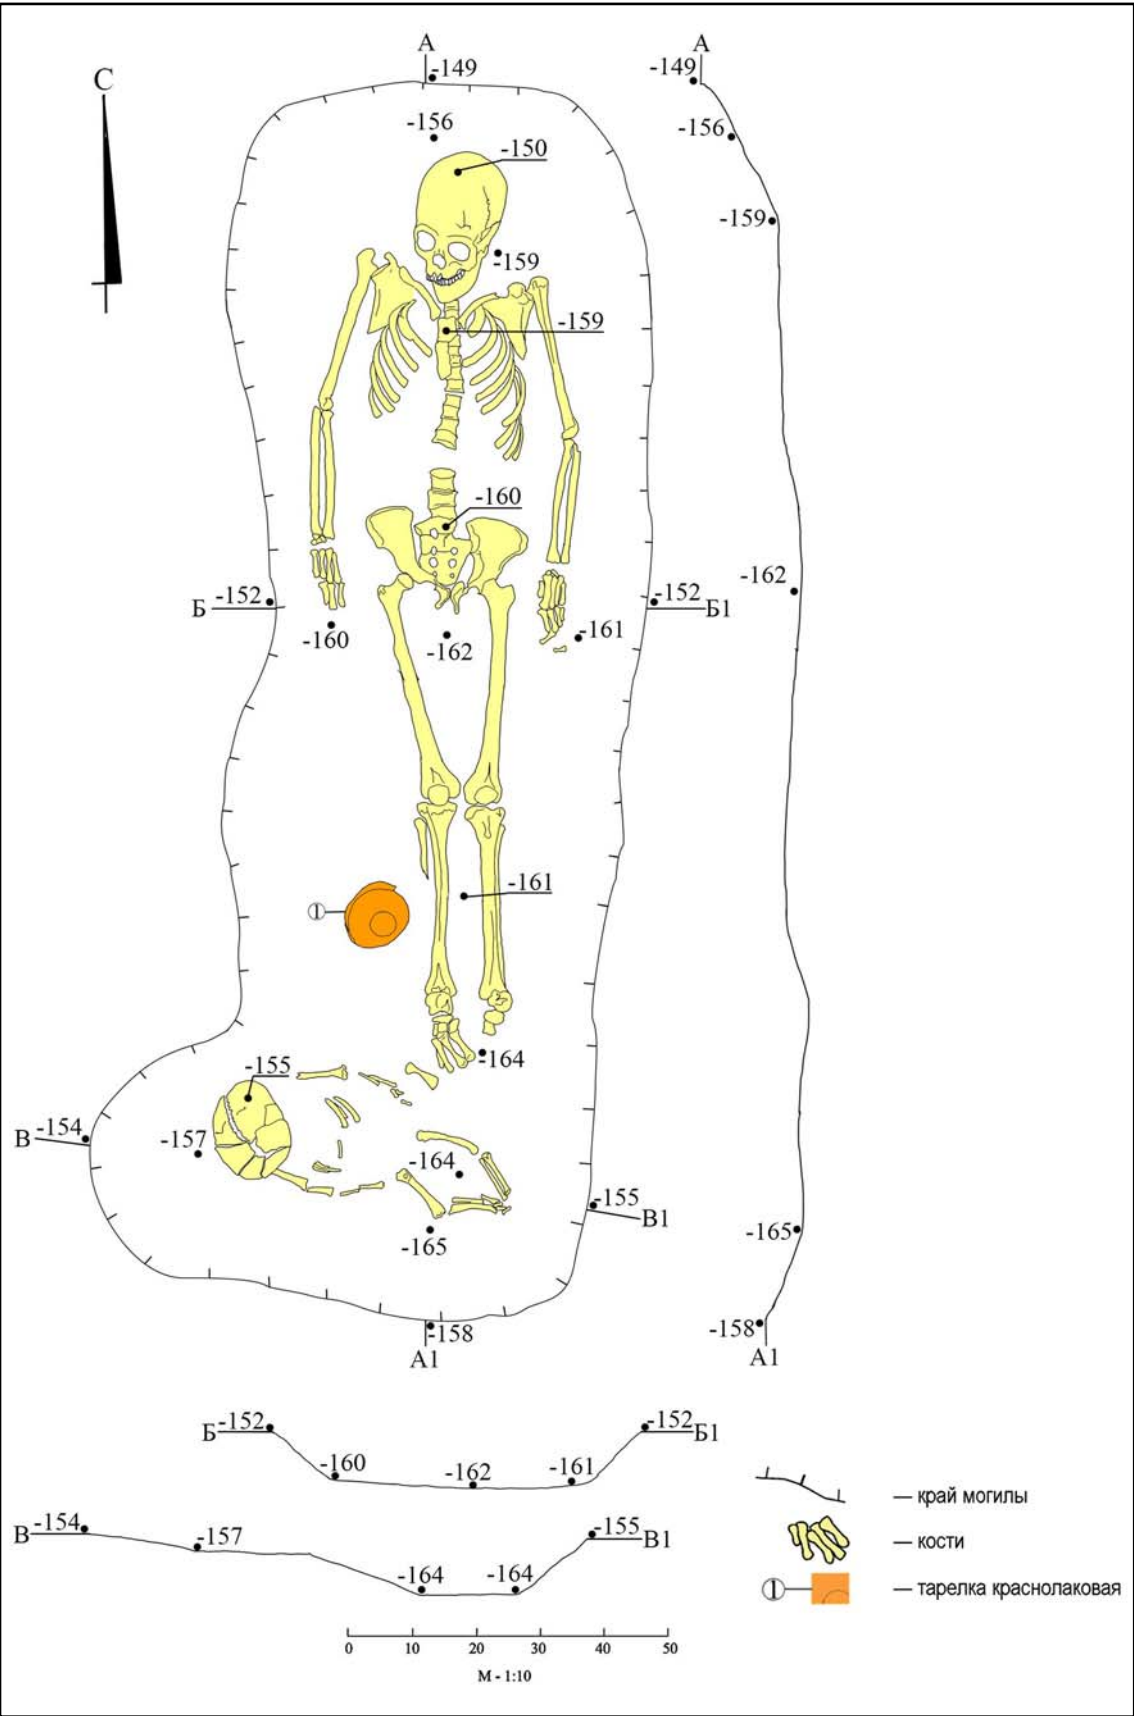 А
А
-149
-149
С
-156
-156
-150
-159
-159
-159
-160
-162
-152
Б
-152
Б1
-160
-161
-162
-161
1
-164
-155
-154
В
-157
-164
-155
В1
-165
-165
-158
-158
А1
А1
Б -152
-152 Б1
-160
-162
-161
В -154
-157
-155 В1
-164
-164
— край могилы
— кости
1 — тарелка краснолаковая
0 10 20 30 40 50
М - 1:10